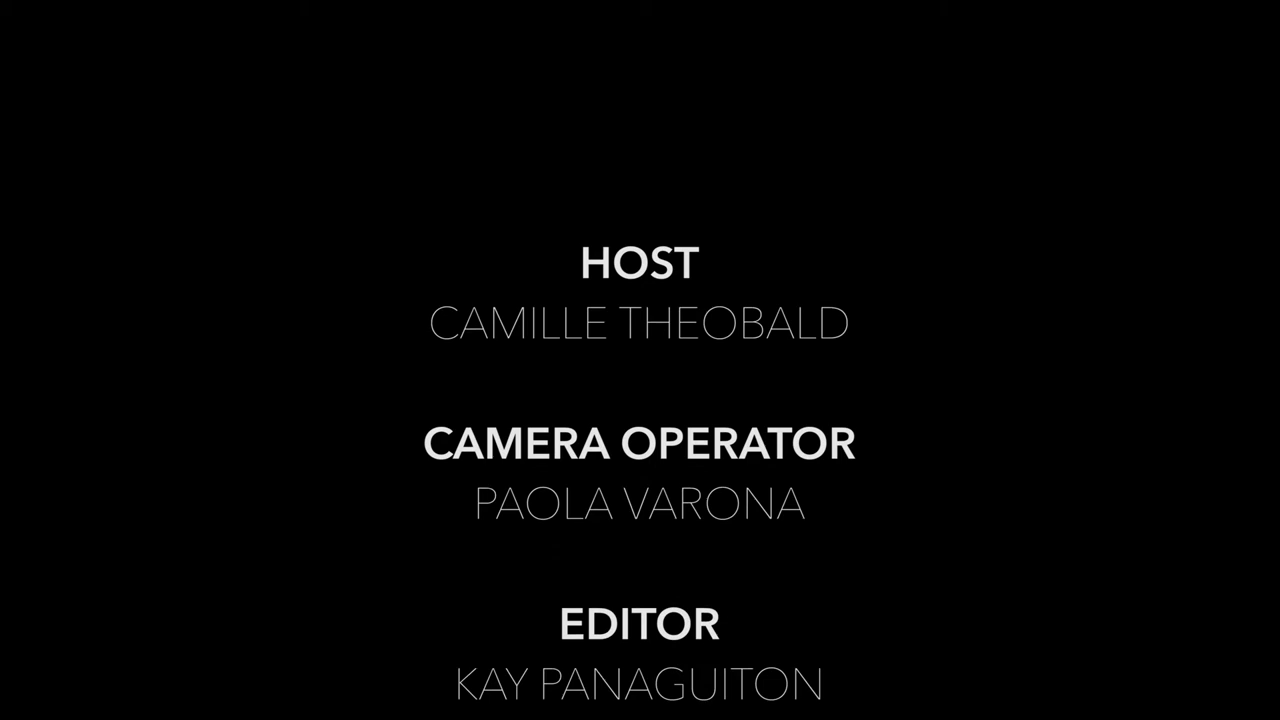 HOST
CAMILLE THEOBALD
CAMERA OPERATOR
PAOLA VARONA
EDITOR
KAY PANAGUITON